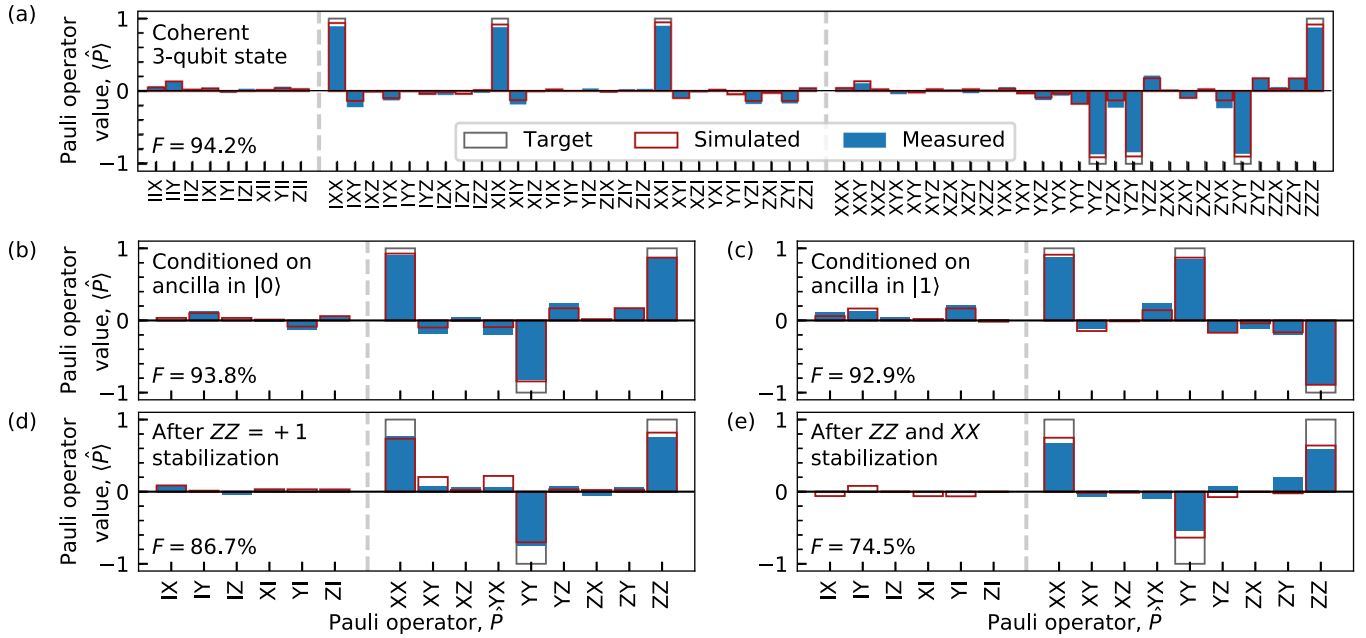 (a)
Pauli operator
value, ⟨P̂⟩
1
0
−1
Coherent
3-qubit state
F = 94.2%
Target Simulated Measured
IIX IIY IIZ IXI IYI IZI XII YII ZII IXX IXY IXZ IYX IYY IYZ IZX IZY IZZ XIX XIY XIZ YIX YIY YIZ ZIX ZIY ZIZ XXI XYI XZI YXI YYI YZI ZXI ZYI ZZI XXX XXY XXZ XYX XYY XYZ XZX XZY XZZ YXX YXY YXZ YYX YYY YYZ YZX YZY YZZ ZXX ZXY ZXZ ZYX ZYY ZYZ ZZX ZZY ZZZ
(b)
Pauli operator
value, ⟨P̂⟩
1
0
−1
Conditioned on
ancilla in |0⟩
F = 93.8%
(c)
1
0
−1
Conditioned on
ancilla in |1⟩
F = 92.9%
(d)
Pauli operator
value, ⟨P̂⟩
1
0
−1
After ZZ = +1
stabilization
F = 86.7%
IX IY IZ XI YI ZI XX XY XZ YX YY YZ ZX ZY ZZ
Pauli operator, P̂
(e)
1
0
−1
After ZZ and XX
stabilization
F = 74.5%
IX IY IZ XI YI ZI XX XY XZ YX YY YZ ZX ZY ZZ
Pauli operator, P̂